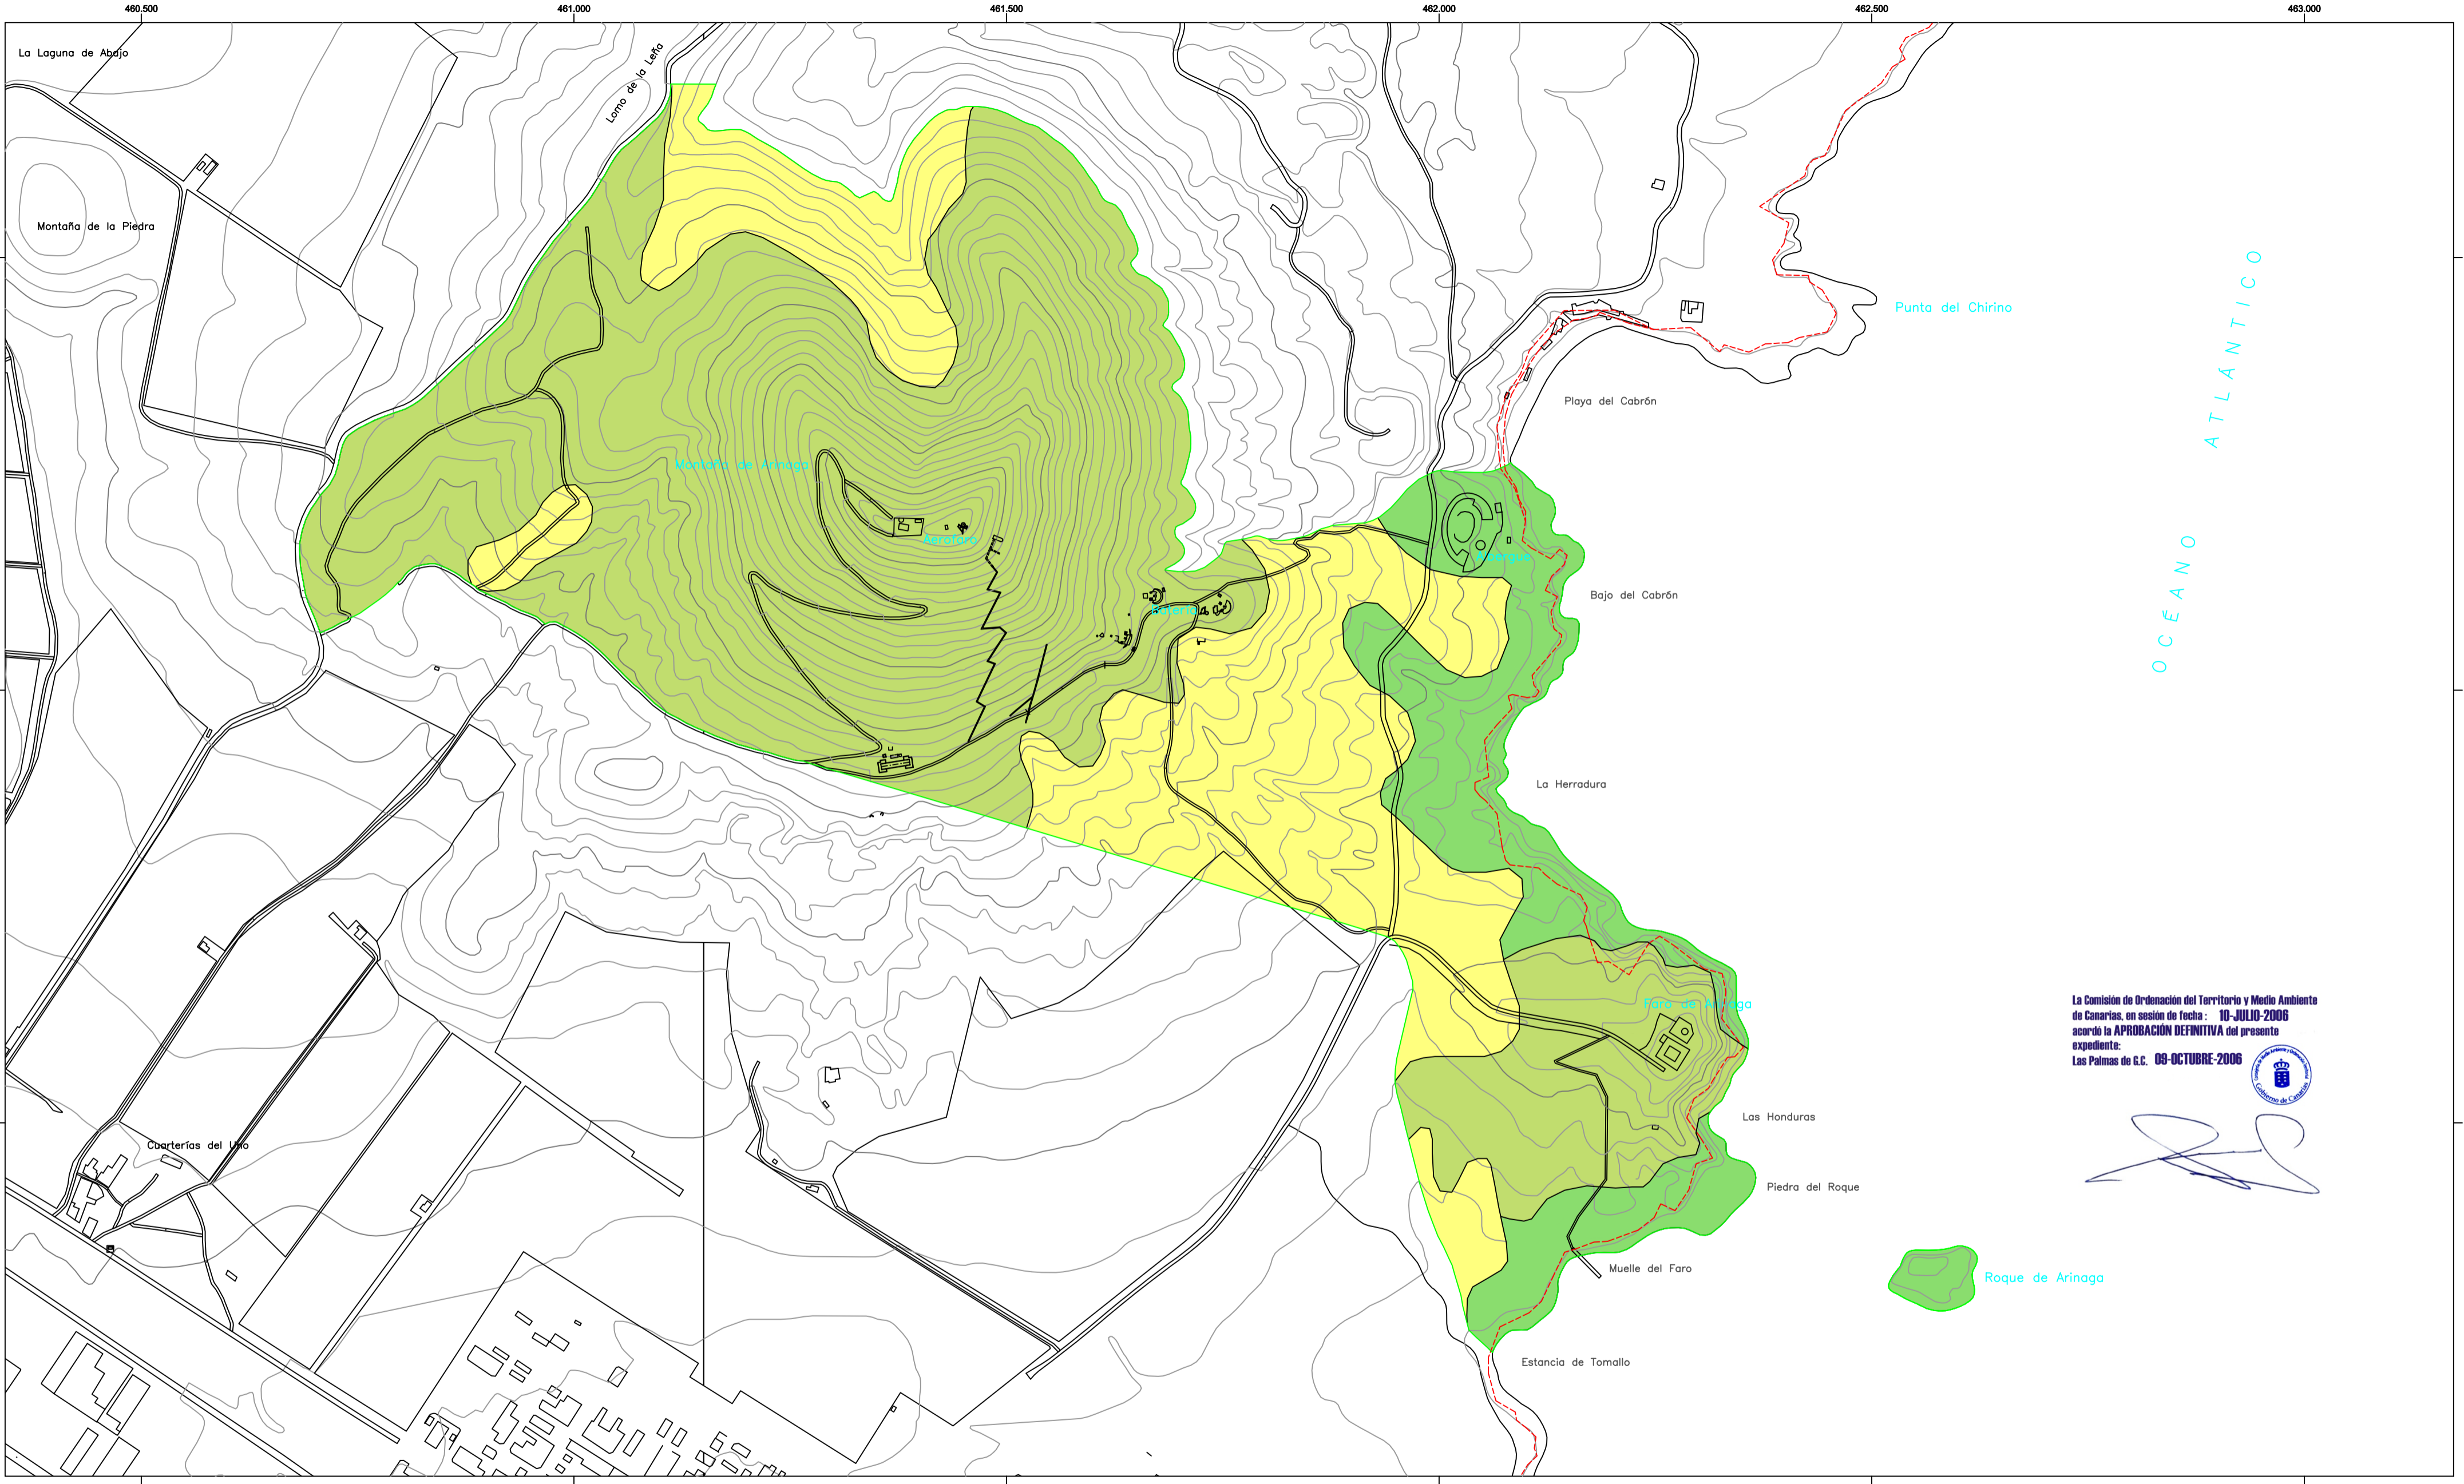 460.500
461.000
461.500
462.000
462.500
463.000
La Laguna de Abajo
Lomo de la Leña
Montaña de la Piedra
Punta del Chirino
OCÉANO ATLÁNTICO
Playa del Cabrón
Montaña de Arinaga
Aerofaro
Albergue
Bajo del Cabrón
Batería
La Herradura
Faro de Arinaga
La Comisión de Ordenación del Territorio y Medio Ambiente
de Canarias, en sesión de fecha : 10-JULIO-2006
acordó la APROBACIÓN DEFINITIVA del presente
expediente:
Las Palmas de G.C. 09-OCTUBRE-2006
Gobierno de Canarias
Las Honduras
Cuarterías del Uno
Piedra del Roque
Muelle del Faro
Roque de Arinaga
Estancia de Tomallo